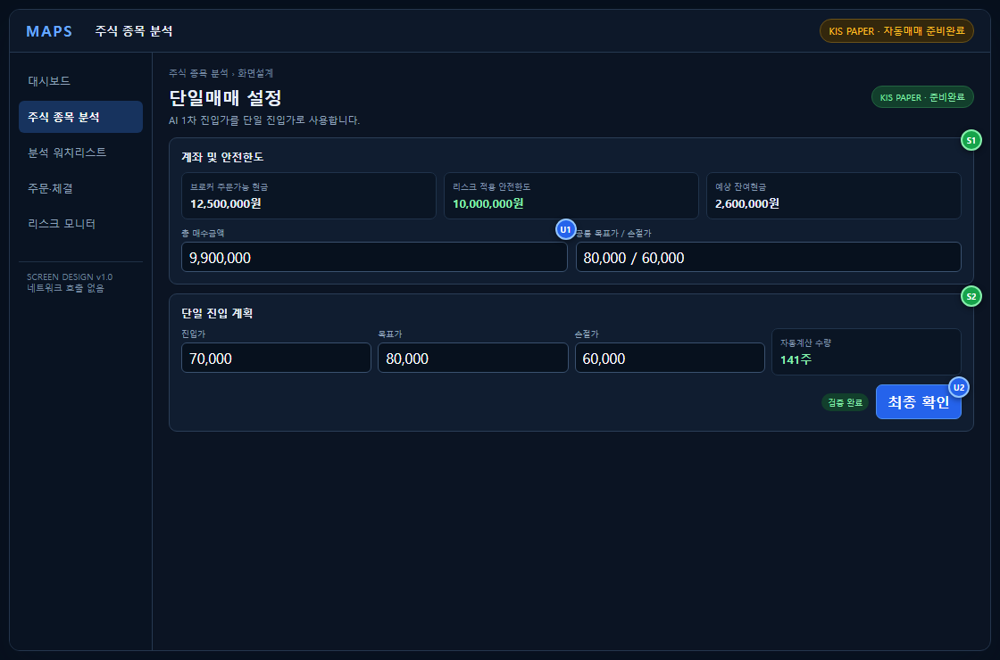 MAPS 주식 종목 분석 KIS PAPER · 자동매매 준비완료
대시보드
주식 종목 분석
분석 워치리스트
주문·체결
리스크 모니터
SCREEN DESIGN v1.0
네트워크 호출 없음
주식 종목 분석 › 화면설계
단일매매 설정
KIS PAPER · 준비완료
AI 1차 진입가를 단일 진입가로 사용합니다.
S1
계좌 및 안전한도
브로커 주문가능 현금
12,500,000원
리스크 적용 안전한도
10,000,000원
예상 잔여현금
2,600,000원
총 매수금액
9,900,000
U1
공통 목표가 / 손절가
80,000 / 60,000
S2
단일 진입 계획
진입가
70,000
목표가
80,000
손절가
60,000
자동계산 수량
141주
검증 완료
최종 확인
U2